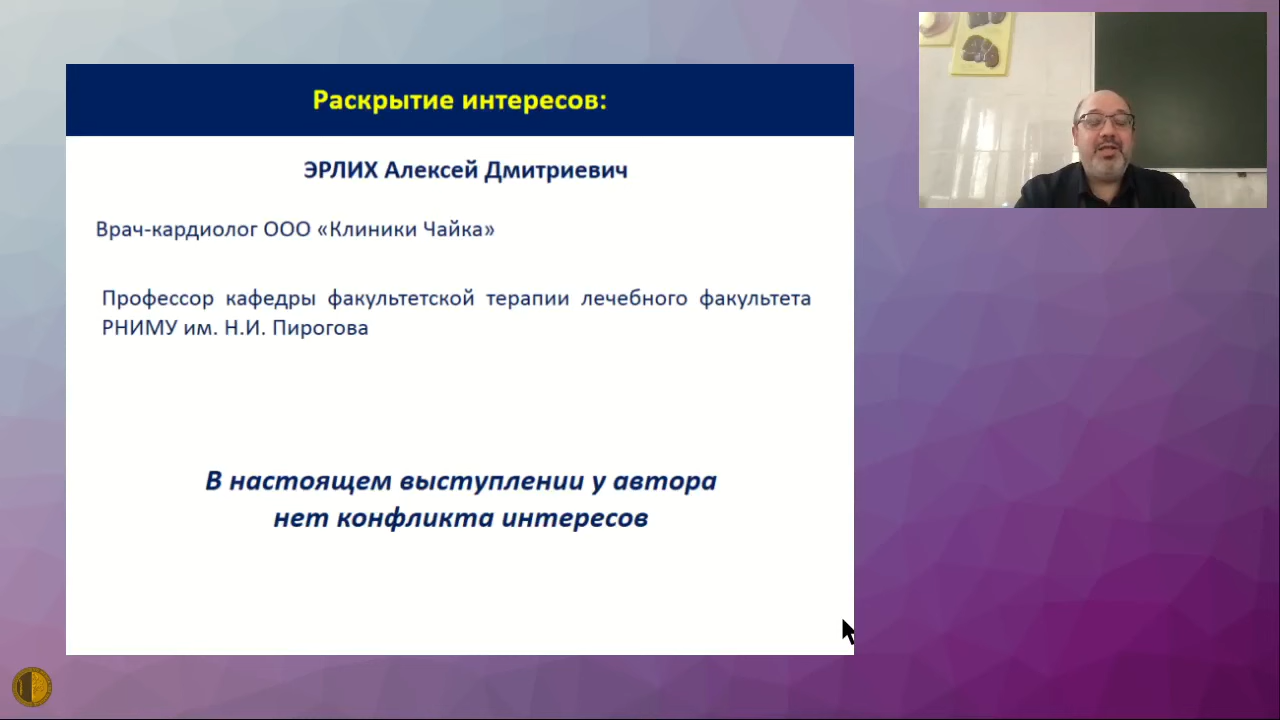 Раскрытие интересов:
ЭРЛИХ Алексей Дмитриевич
Врач-кардиолог ООО «Клиники Чайка»
Профессор кафедры факультетской терапии лечебного факультета
РНИМУ им. Н.И. Пирогова
В настоящем выступлении у автора
нет конфликта интересов